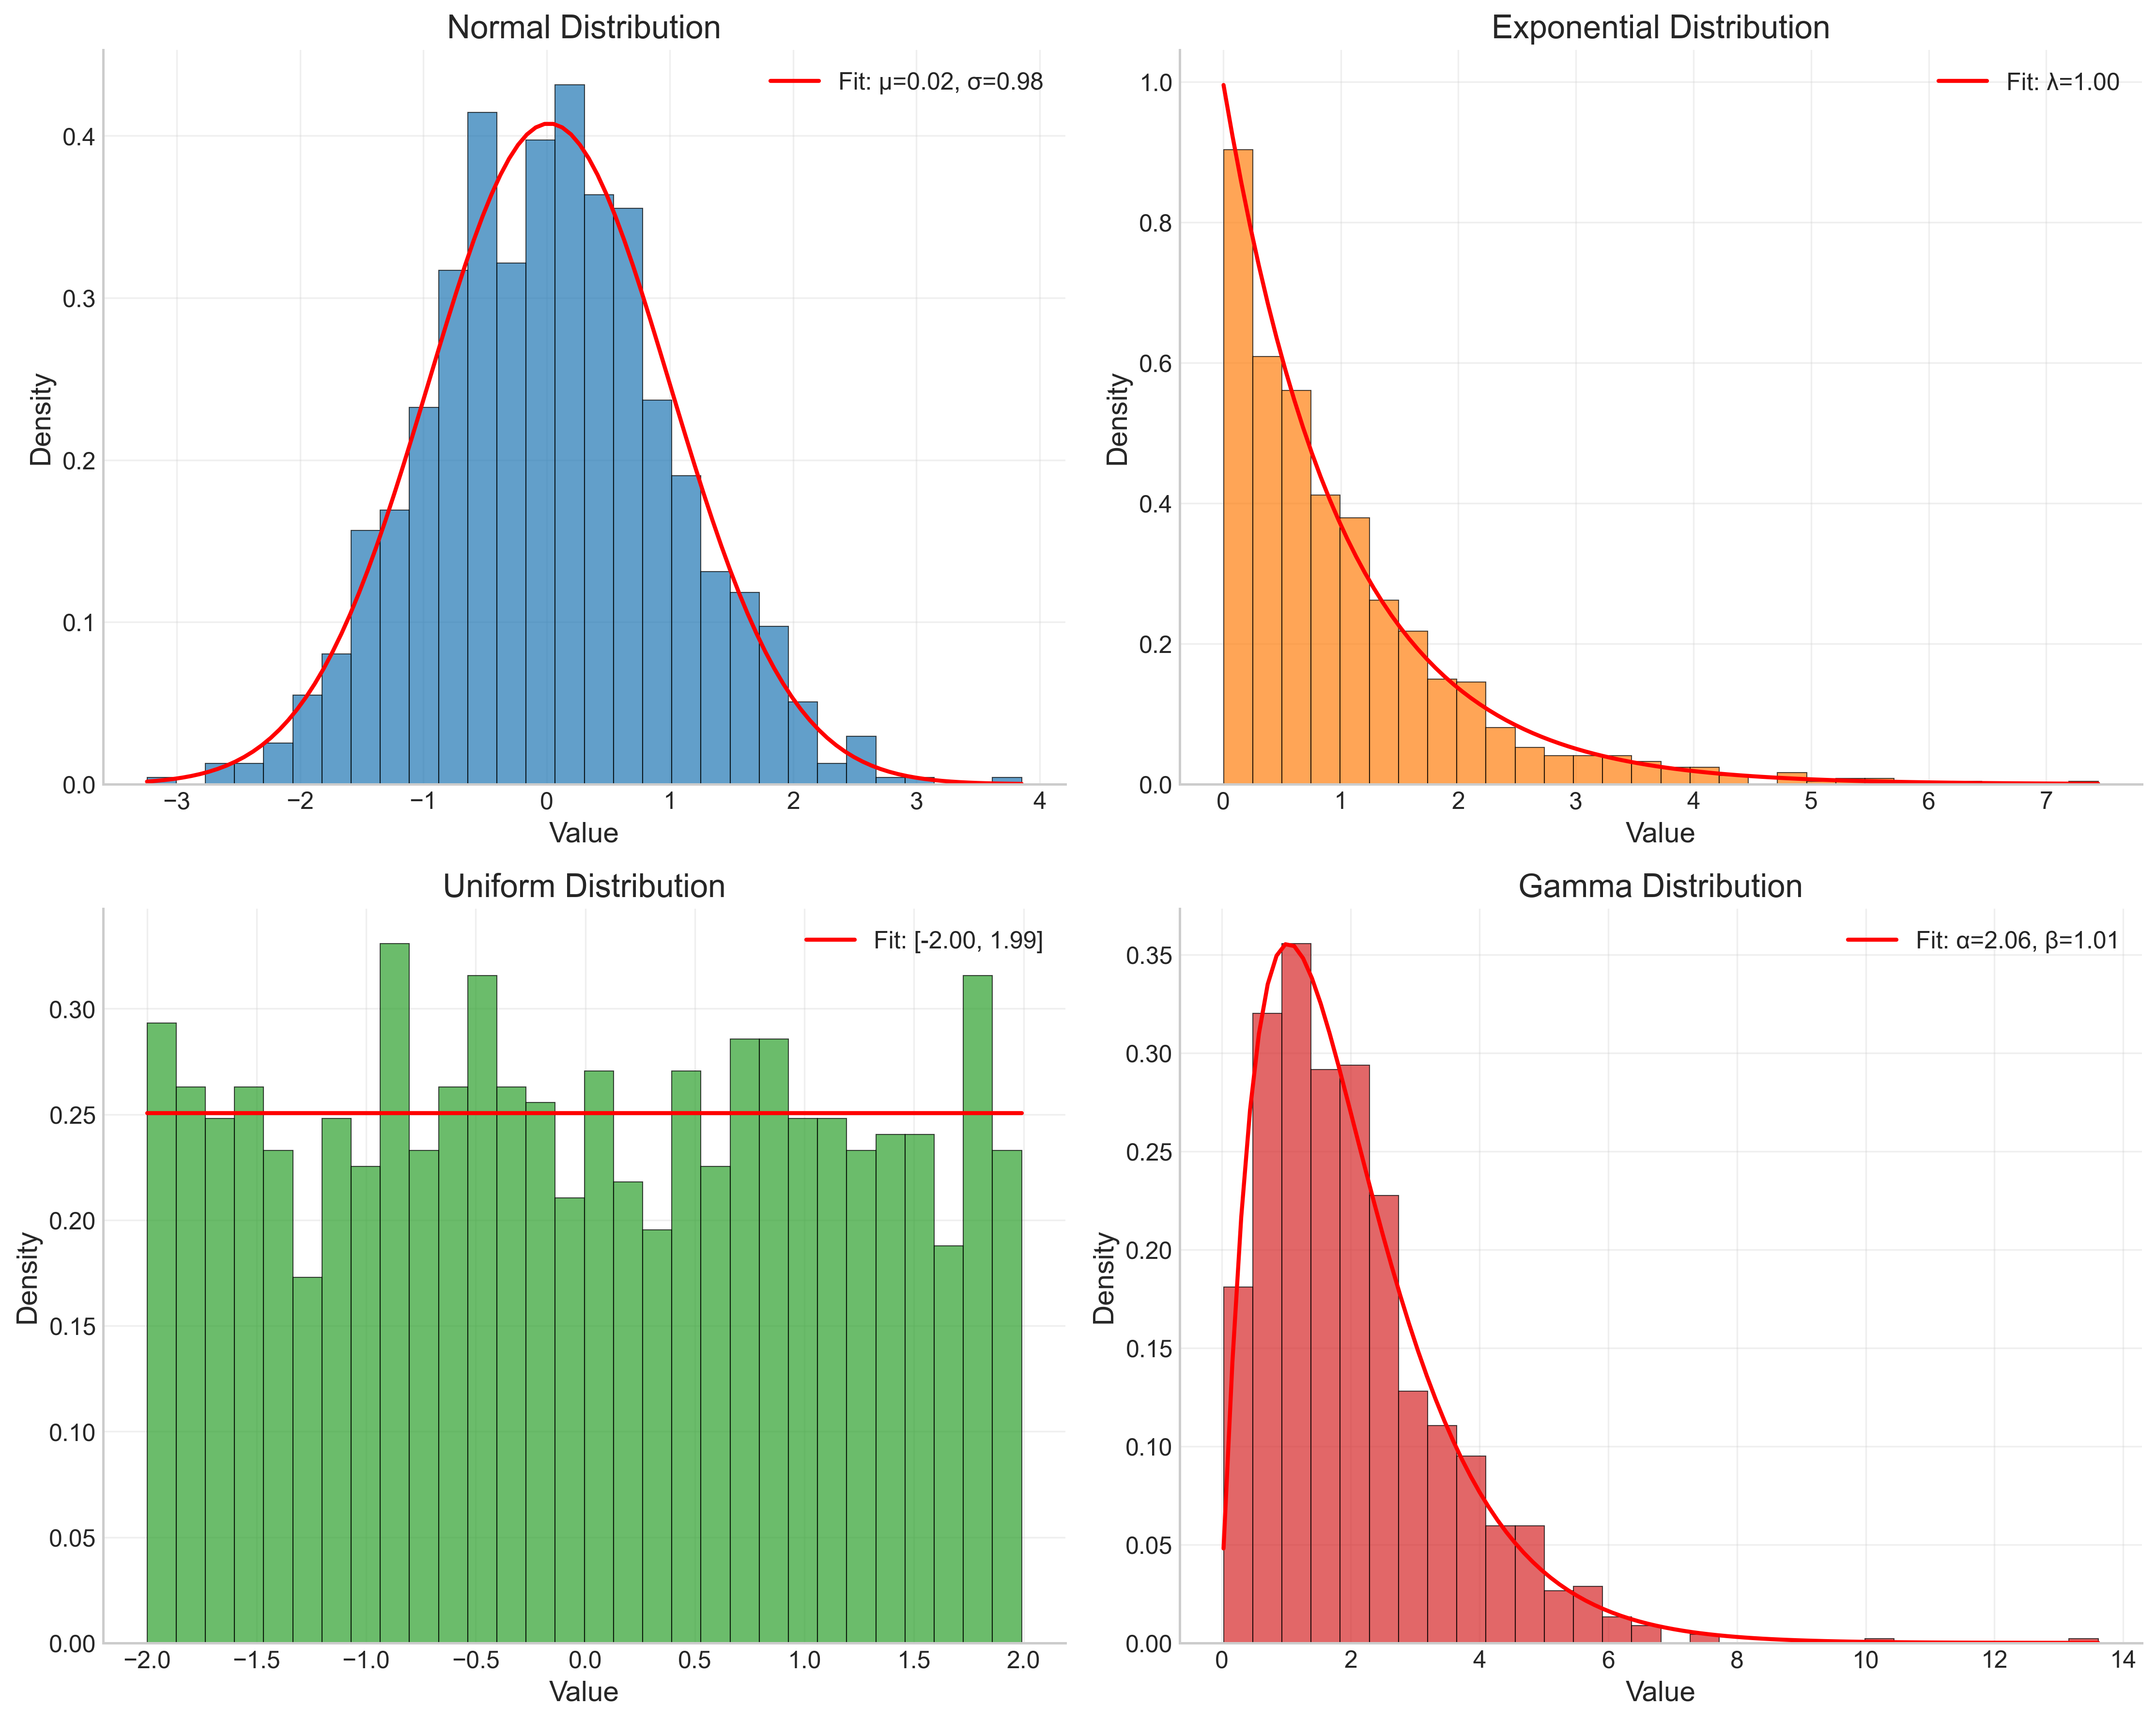 Normal Distribution
Fit: μ=0.02, σ=0.98
Density
0.4
0.3
0.2
0.1
0.0
−3 −2 −1 0 1 2 3 4
Value
Exponential Distribution
Fit: λ=1.00
Density
1.0
0.8
0.6
0.4
0.2
0.0
0 1 2 3 4 5 6 7
Value
Uniform Distribution
Fit: [-2.00, 1.99]
Density
0.30
0.25
0.20
0.15
0.10
0.05
0.00
−2.0 −1.5 −1.0 −0.5 0.0 0.5 1.0 1.5 2.0
Value
Gamma Distribution
Fit: α=2.06, β=1.01
Density
0.35
0.30
0.25
0.20
0.15
0.10
0.05
0.00
0 2 4 6 8 10 12 14
Value